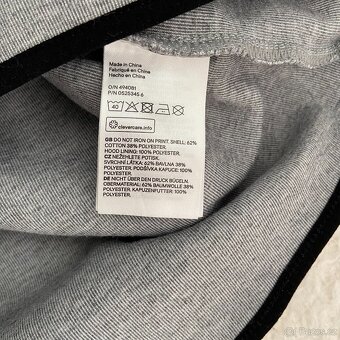 Made in China
Fabriqué en China
Hecho en China
O/N 494081
P/N 0525345 6
40
clevercare.info
GB DO NOT IRON ON PRINT. SHELL: 62%
COTTON 38% POLYESTER.
HOOD LINING: 100% POLYESTER.
CZ NEŽEHLETE POTISK.
SVRCHNÍ LÁTKA: 62% BAVLNA 38%
POLYESTER. PODŠÍVKA KAPUCE: 100%
POLYESTER.
DE NICHT ÜBER DEN DRUCK BÜGELN.
OBERMATERIAL: 62% BAUMWOLLE 38%
POLYESTER. KAPUZENFUTTER: 100%
POLYESTER.